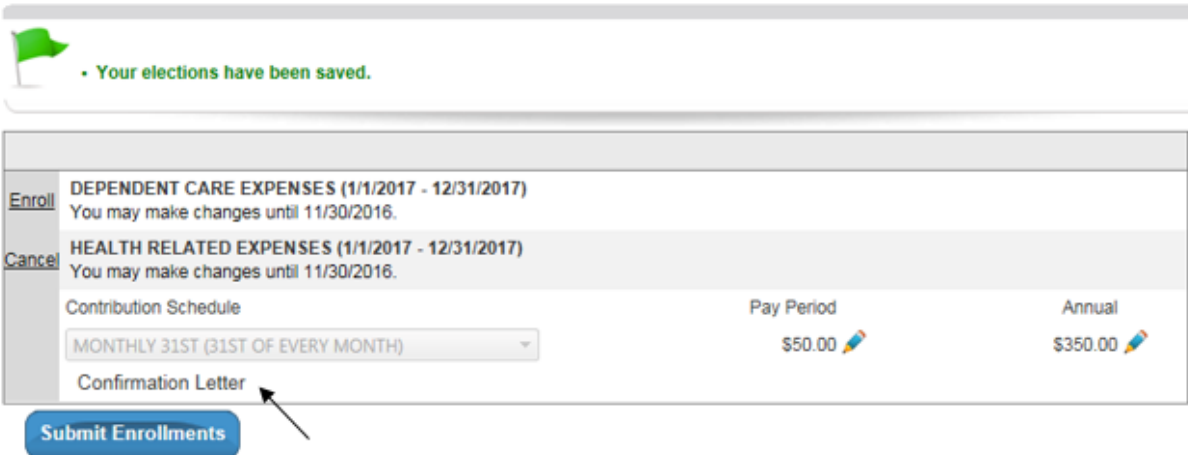 • Your elections have been saved.
Enroll
DEPENDENT CARE EXPENSES (1/1/2017 - 12/31/2017)
You may make changes until 11/30/2016.
Cancel
HEALTH RELATED EXPENSES (1/1/2017 - 12/31/2017)
You may make changes until 11/30/2016.
Contribution Schedule Pay Period Annual
MONTHLY 31ST (31ST OF EVERY MONTH) $50.00 $350.00
Confirmation Letter
Submit Enrollments